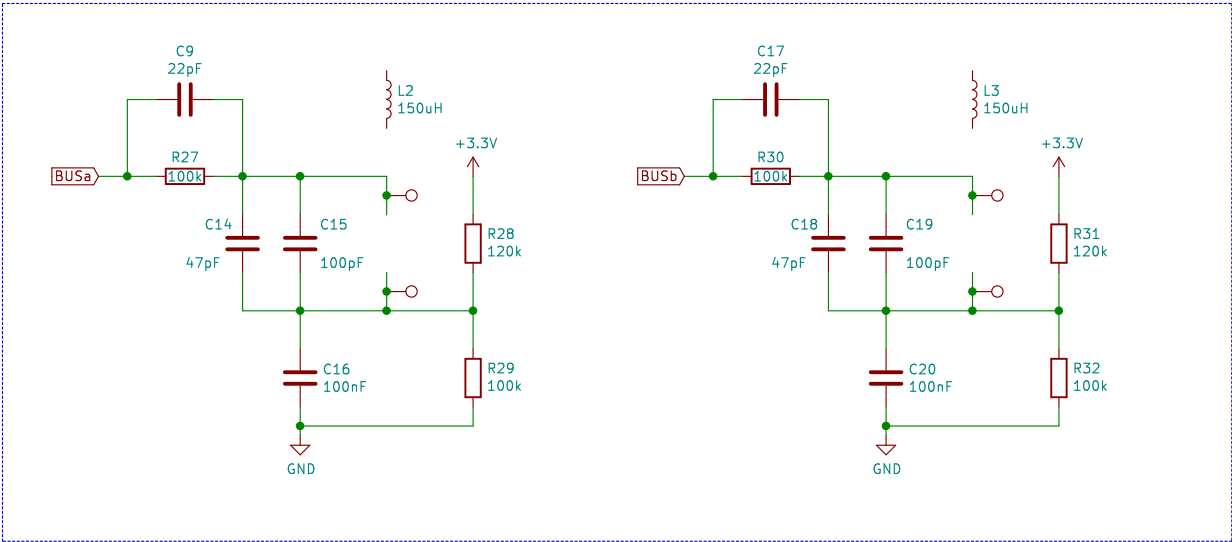 C9
22pF
L2
150uH
+3.3V
R27
BUSa
100k
C14
C15
R28
120k
47pF
100pF
C16
100nF
R29
100k
GND
C17
22pF
L3
150uH
+3.3V
R30
BUSb
100k
C18
C19
R31
120k
47pF
100pF
C20
100nF
R32
100k
GND